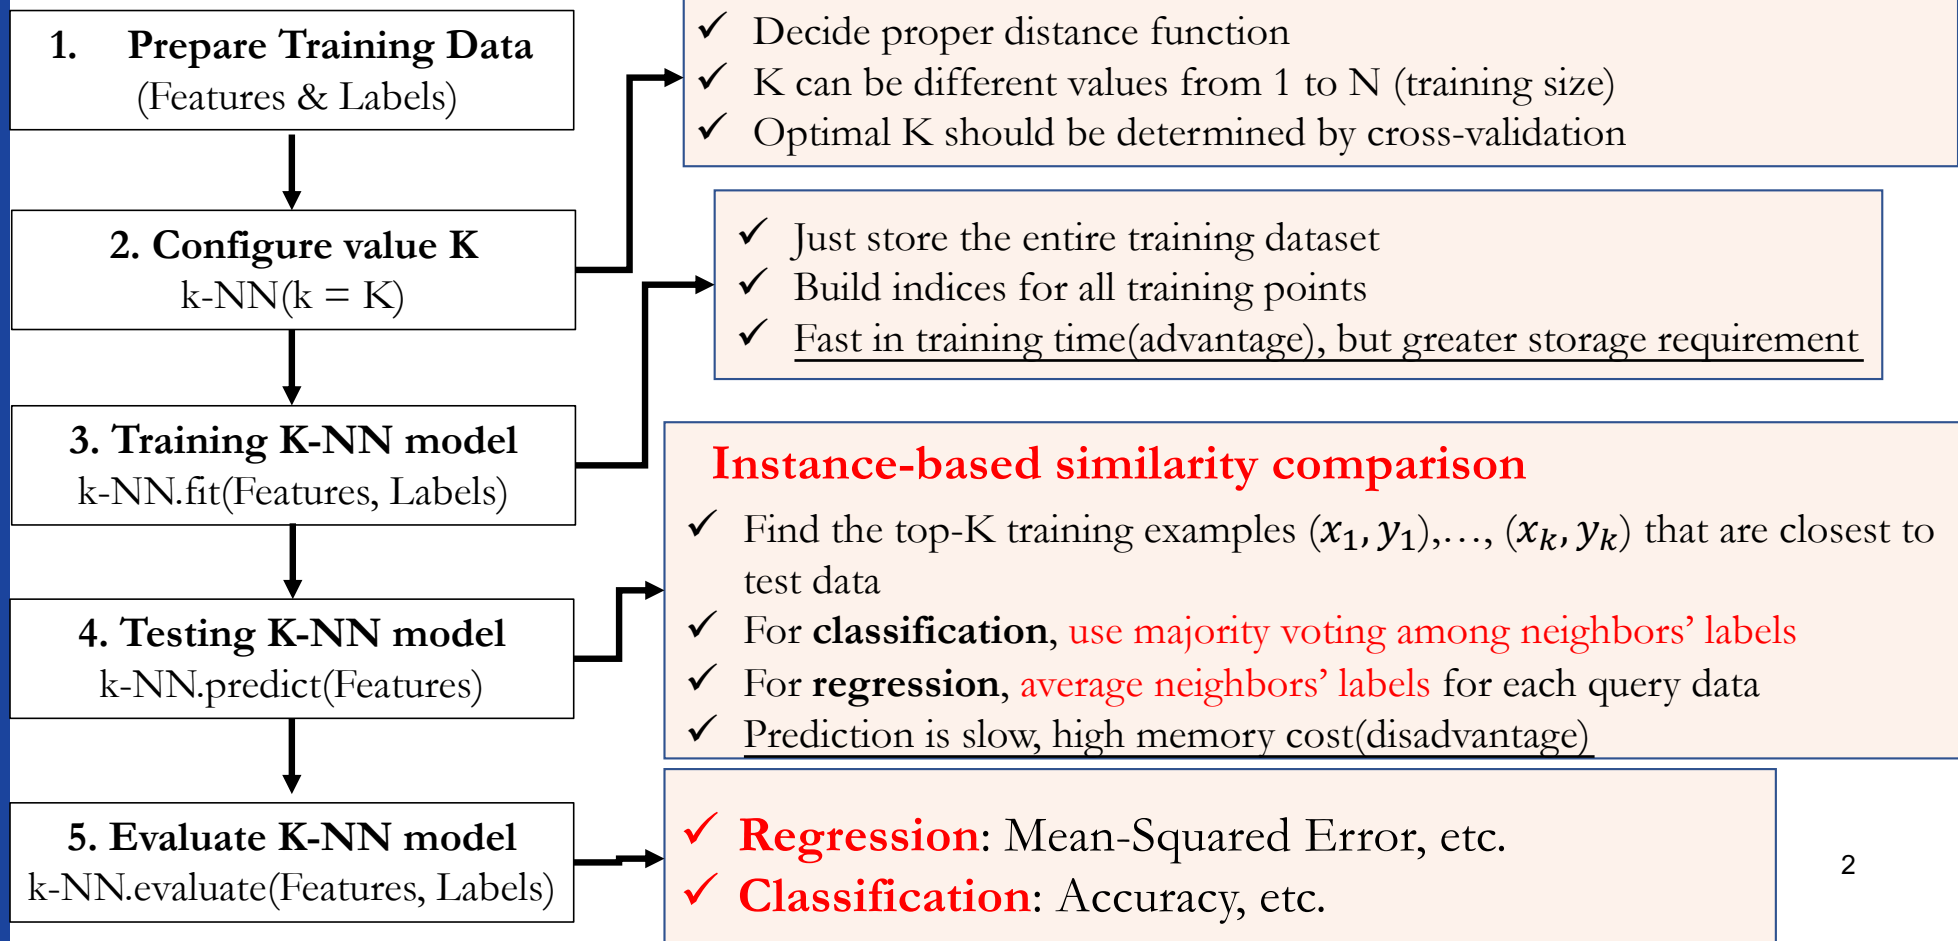 1. Prepare Training Data
(Features & Labels)
2. Configure value K
k-NN(k = K)
3. Training K-NN model
k-NN.fit(Features, Labels)
4. Testing K-NN model
k-NN.predict(Features)
5. Evaluate K-NN model
k-NN.evaluate(Features, Labels)
✓ Decide proper distance function
✓ K can be different values from 1 to N (training size)
✓ Optimal K should be determined by cross-validation
✓ Just store the entire training dataset
✓ Build indices for all training points
✓ Fast in training time(advantage), but greater storage requirement
Instance-based similarity comparison
✓ Find the top-K training examples (x₁, y₁),…, (xₖ, yₖ) that are closest to
test data
✓ For classification, use majority voting among neighbors’ labels
✓ For regression, average neighbors’ labels for each query data
✓ Prediction is slow, high memory cost(disadvantage)
✓ Regression: Mean-Squared Error, etc.
✓ Classification: Accuracy, etc.
2